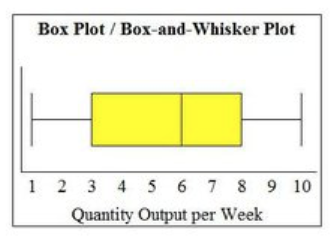 Box Plot / Box-and-Whisker Plot
1 2 3 4 5 6 7 8 9 10
Quantity Output per Week